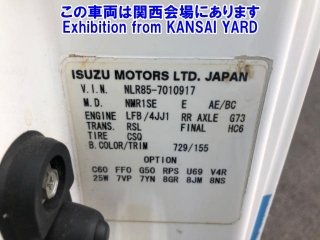 この車両は関西会場にあります
Exhibition from KANSAI YARD
ISUZU MOTORS LTD. JAPAN
V.I.N. NLR85-7010917
M.D. NMR1SE E AE/BC
ENGINE LFB/4JJ1 RR AXLE G73
TRANS. RSL FINAL HC6
TIRE CSQ
B.COLOR/TRIM 729/155
OPTION
C60 FF0 G50 RPS U69 V4R
25W 7VP 7YN 8GR 8JM 8NS